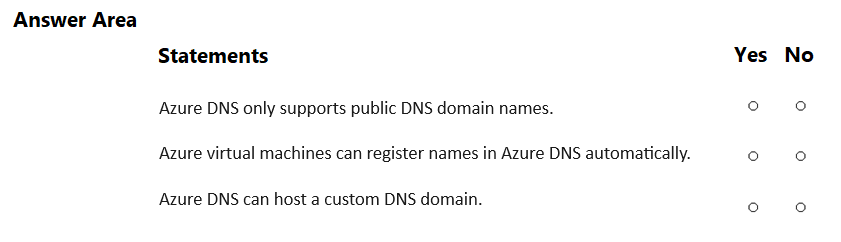 Answer Area
Statements Yes No
Azure DNS only supports public DNS domain names.
Azure virtual machines can register names in Azure DNS automatically.
Azure DNS can host a custom DNS domain.